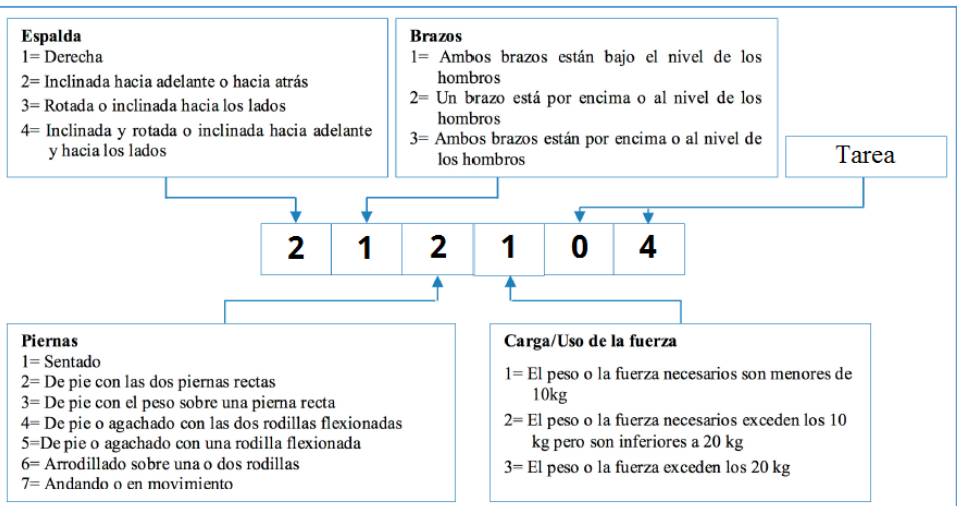 Espalda
1= Derecha
2= Inclinada hacia adelante o hacia atrás
3= Rotada o inclinada hacia los lados
4= Inclinada y rotada o inclinada hacia adelante
y hacia los lados
Brazos
1= Ambos brazos están bajo el nivel de los
hombros
2= Un brazo está por encima o al nivel de los
hombros
3= Ambos brazos están por encima o al nivel de
los hombros
Tarea
2 1 2 1 0 4
Piernas
1= Sentado
2= De pie con las dos piernas rectas
3= De pie con el peso sobre una pierna recta
4= De pie o agachado con las dos rodillas flexionadas
5=De pie o agachado con una rodilla flexionada
6= Arrodillado sobre una o dos rodillas
7= Andando o en movimiento
Carga/Uso de la fuerza
1= El peso o la fuerza necesarios son menores de
10kg
2= El peso o la fuerza necesarios exceden los 10
kg pero son inferiores a 20 kg
3= El peso o la fuerza exceden los 20 kg